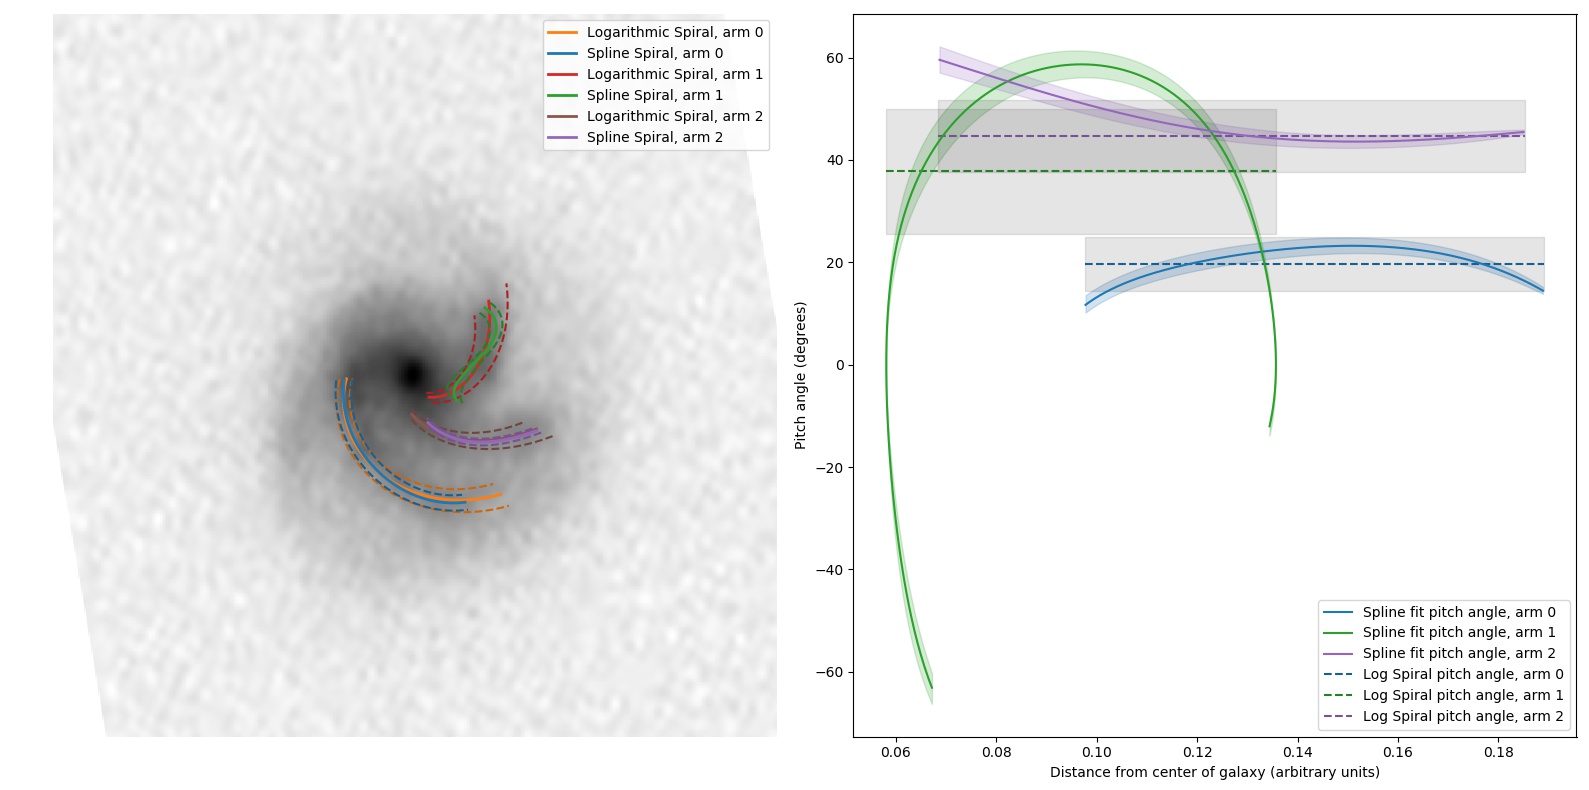 Logarithmic Spiral, arm 0
Spline Spiral, arm 0
Logarithmic Spiral, arm 1
Spline Spiral, arm 1
Logarithmic Spiral, arm 2
Spline Spiral, arm 2
60
40
20
0
−20
−40
−60
Pitch angle (degrees)
Spline fit pitch angle, arm 0
Spline fit pitch angle, arm 1
Spline fit pitch angle, arm 2
Log Spiral pitch angle, arm 0
Log Spiral pitch angle, arm 1
Log Spiral pitch angle, arm 2
0.06 0.08 0.10 0.12 0.14 0.16 0.18
Distance from center of galaxy (arbitrary units)